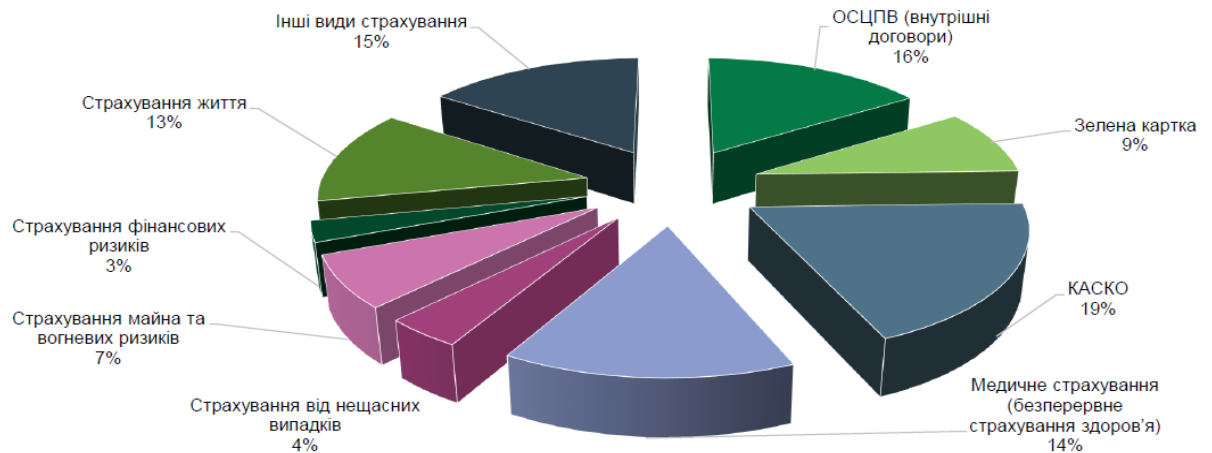 ОСЦПВ (внутрішні
договори)
16%
Зелена картка
9%
КАСКО
19%
Медичне страхування
(безперервне
страхування здоров'я)
14%
Страхування від нещасних
випадків
4%
Страхування майна та
вогневих ризиків
7%
Страхування фінансових
ризиків
3%
Страхування життя
13%
Інші види страхування
15%